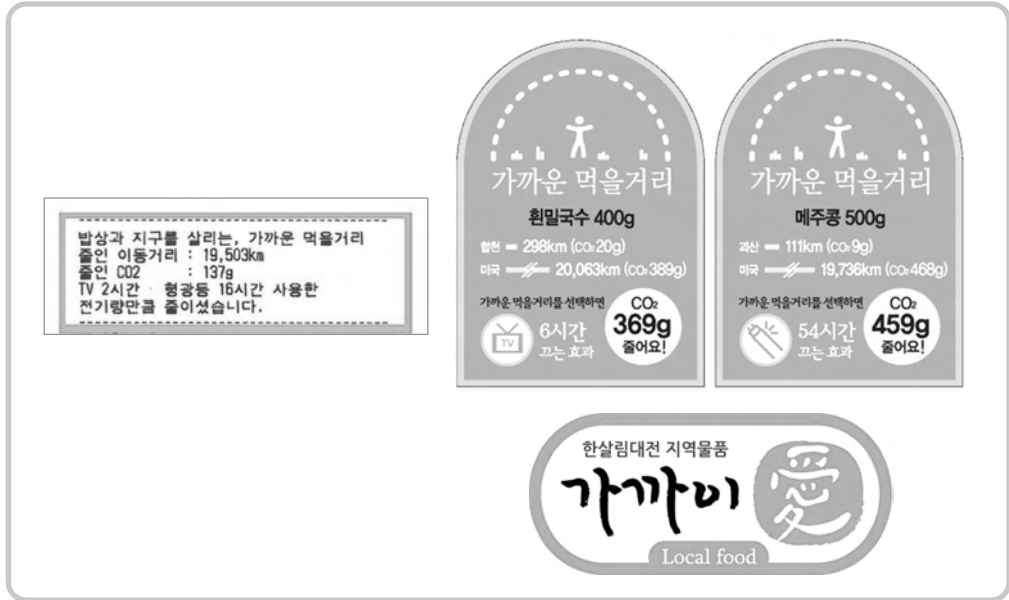 밥상과 지구를 살리는, 가까운 먹을거리
줄인 이동거리 : 19,503km
줄인 CO2 : 137g
TV 2시간 · 형광등 16시간 사용한
전기량만큼 줄이셨습니다.
가까운 먹을거리
흰밀국수 400g
합천 298km (CO₂ 20g)
미국 20,063km (CO₂ 389g)
가까운 먹을거리를 선택하면
TV
6시간
끄는 효과
CO₂
369g
줄어요!
가까운 먹을거리
메주콩 500g
괴산 111km (CO₂ 9g)
미국 19,736km (CO₂ 468g)
가까운 먹을거리를 선택하면
54시간
끄는 효과
CO₂
459g
줄어요!
한살림대전 지역물품
가까이 愛
Local food